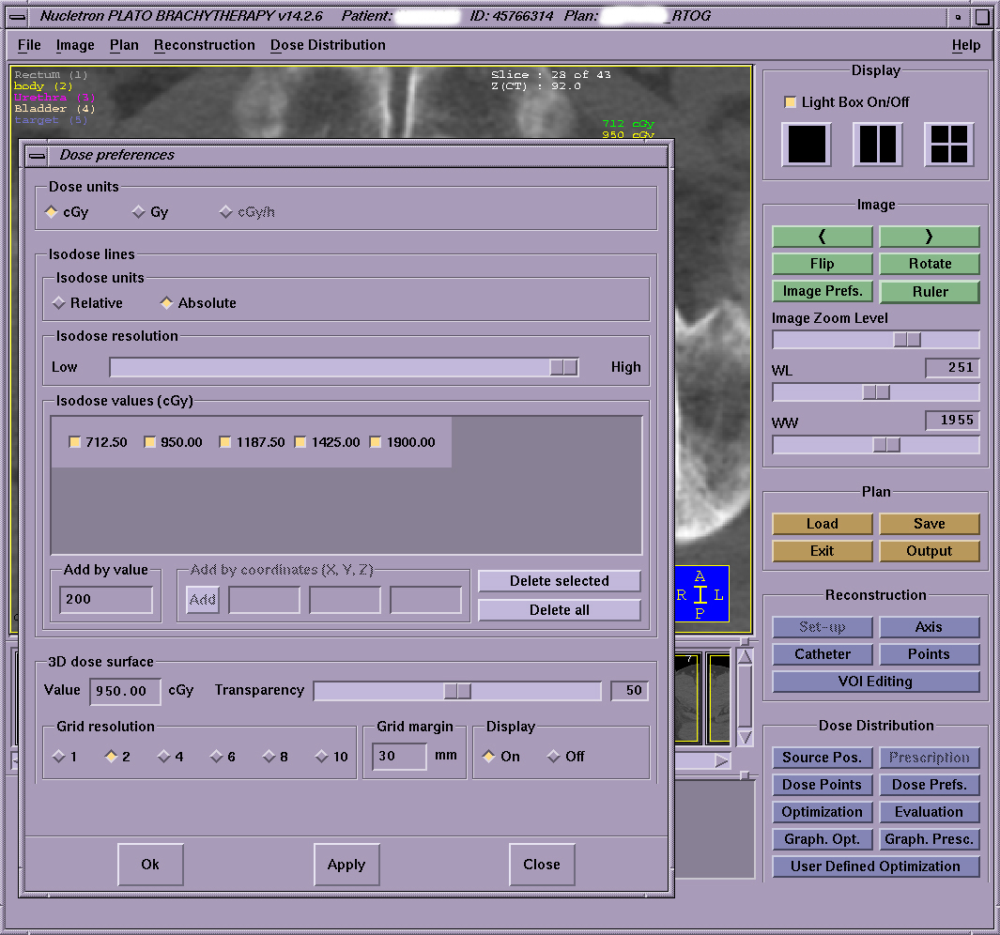 Nucletron PLATO BRACHYTHERAPY v14.2.6 Patient: ID: 45766314 Plan: _RTOG
File Image Plan Reconstruction Dose Distribution Help
Rectum (1)
body (2)
Urethra (3)
Bladder (4)
target (5)
Slice : 28 of 43
Z(CT) : 92.0
712 cGy
950 cGy
Dose preferences
Dose units
cGy Gy cGy/h
Isodose lines
Isodose units
Relative Absolute
Isodose resolution
Low High
Isodose values (cGy)
712.50 950.00 1187.50 1425.00 1900.00
Add by value
200
Add by coordinates (X, Y, Z)
Add
Delete selected
Delete all
3D dose surface
Value 950.00 cGy Transparency 50
Grid resolution
1 2 4 6 8 10
Grid margin
30 mm
Display
On Off
Ok Apply Close
A
R L
P
Display
Light Box On/Off
Image
< >
Flip Rotate
Image Prefs. Ruler
Image Zoom Level
WL 251
WW 1955
Plan
Load Save
Exit Output
Reconstruction
Set-up Axis
Catheter Points
VOI Editing
Dose Distribution
Source Pos. Prescription
Dose Points Dose Prefs.
Optimization Evaluation
Graph. Opt. Graph. Presc.
User Defined Optimization